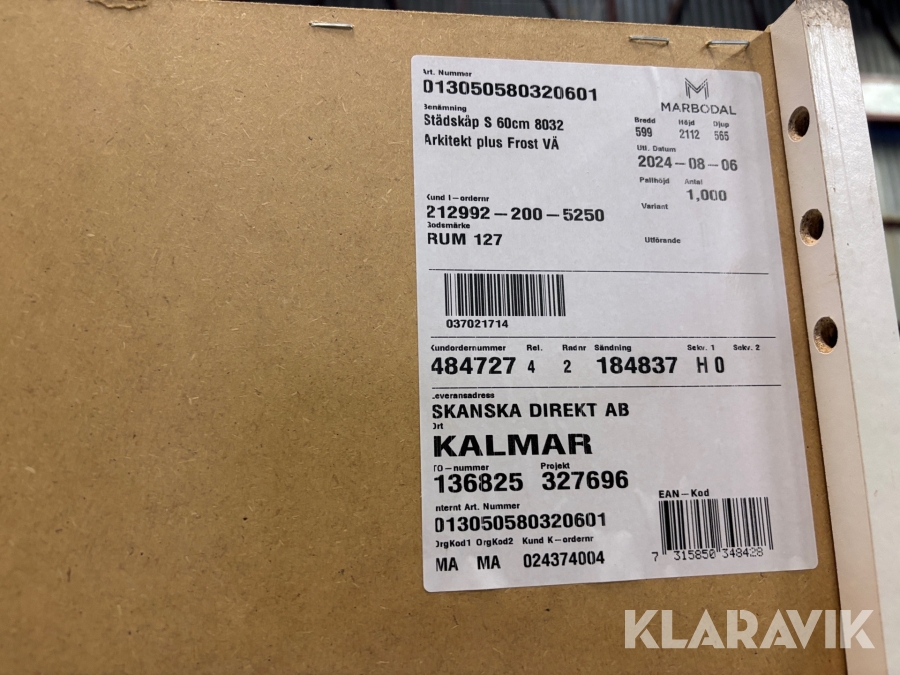 Art. Nummer
013050580320601
MARBODAL
Benämning
Städskåp S 60cm 8032
Arkitekt plus Frost VÄ
Bredd Höjd Djup
599 2112 565
Utl. Datum
2024-08-06
Pallhöjd Antal
1,000
Variant
Kund I-ordernr
212992-200-5250
Godsmärke
RUM 127
Utförande
037021714
Kundordernummer Rel. Radnr Sändning Sekv. 1 Sekv. 2
484727 4 2 184837 H 0
Leveransadress
SKANSKA DIREKT AB
Ort
KALMAR
TO-nummer Projekt
136825 327696
Internt Art. Nummer
013050580320601
EAN-Kod
OrgKod1 OrgKod2 Kund K-ordernr
MA MA 024374004
7 315850 348428
KLARAVIK